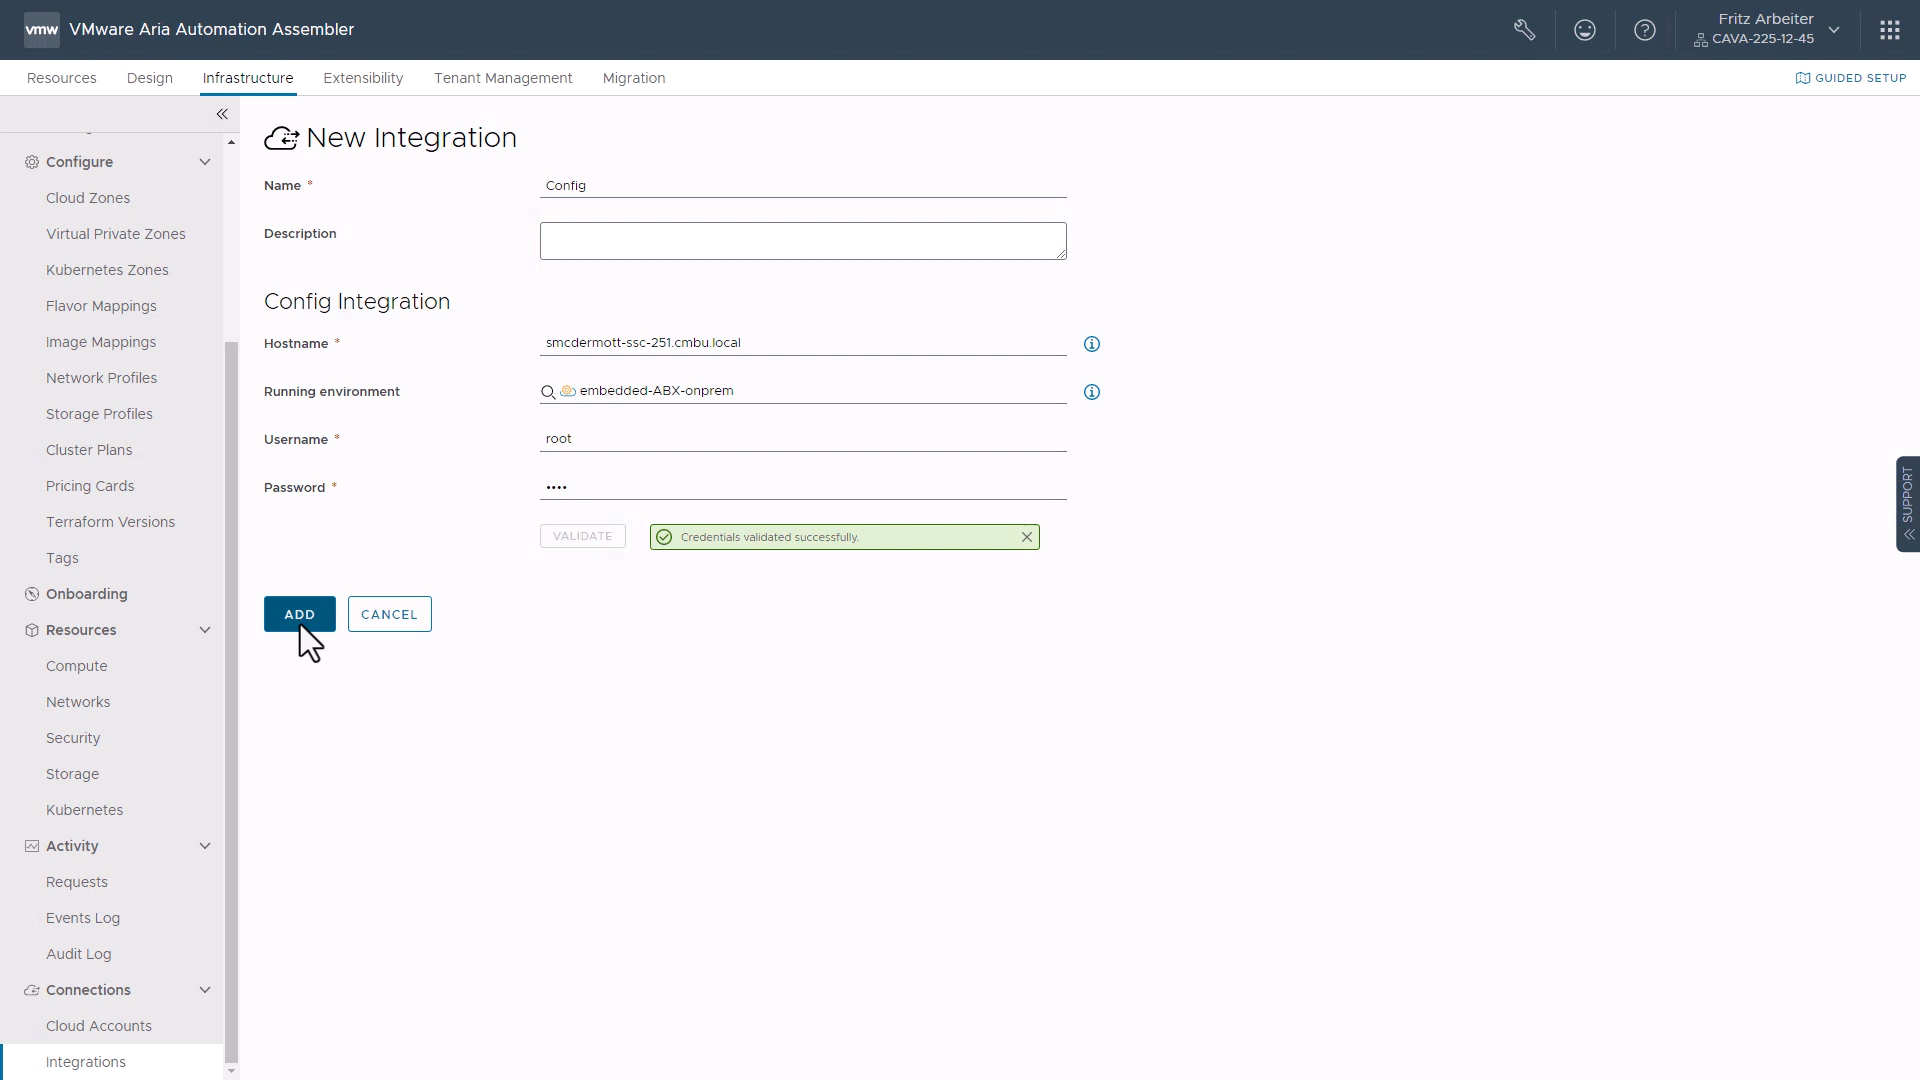 vmw VMware Aria Automation Assembler
Fritz Arbeiter
CAVA-225-12-45
Resources Design Infrastructure Extensibility Tenant Management Migration GUIDED SETUP
Configure
Cloud Zones
Virtual Private Zones
Kubernetes Zones
Flavor Mappings
Image Mappings
Network Profiles
Storage Profiles
Cluster Plans
Pricing Cards
Terraform Versions
Tags
Onboarding
Resources
Compute
Networks
Security
Storage
Kubernetes
Activity
Requests
Events Log
Audit Log
Connections
Cloud Accounts
Integrations
New Integration
Name * Config
Description
Config Integration
Hostname * smcdermott-ssc-251.cmbu.local
Running environment embedded-ABX-onprem
Username * root
Password * ••••
VALIDATE Credentials validated successfully.
ADD CANCEL
SUPPORT